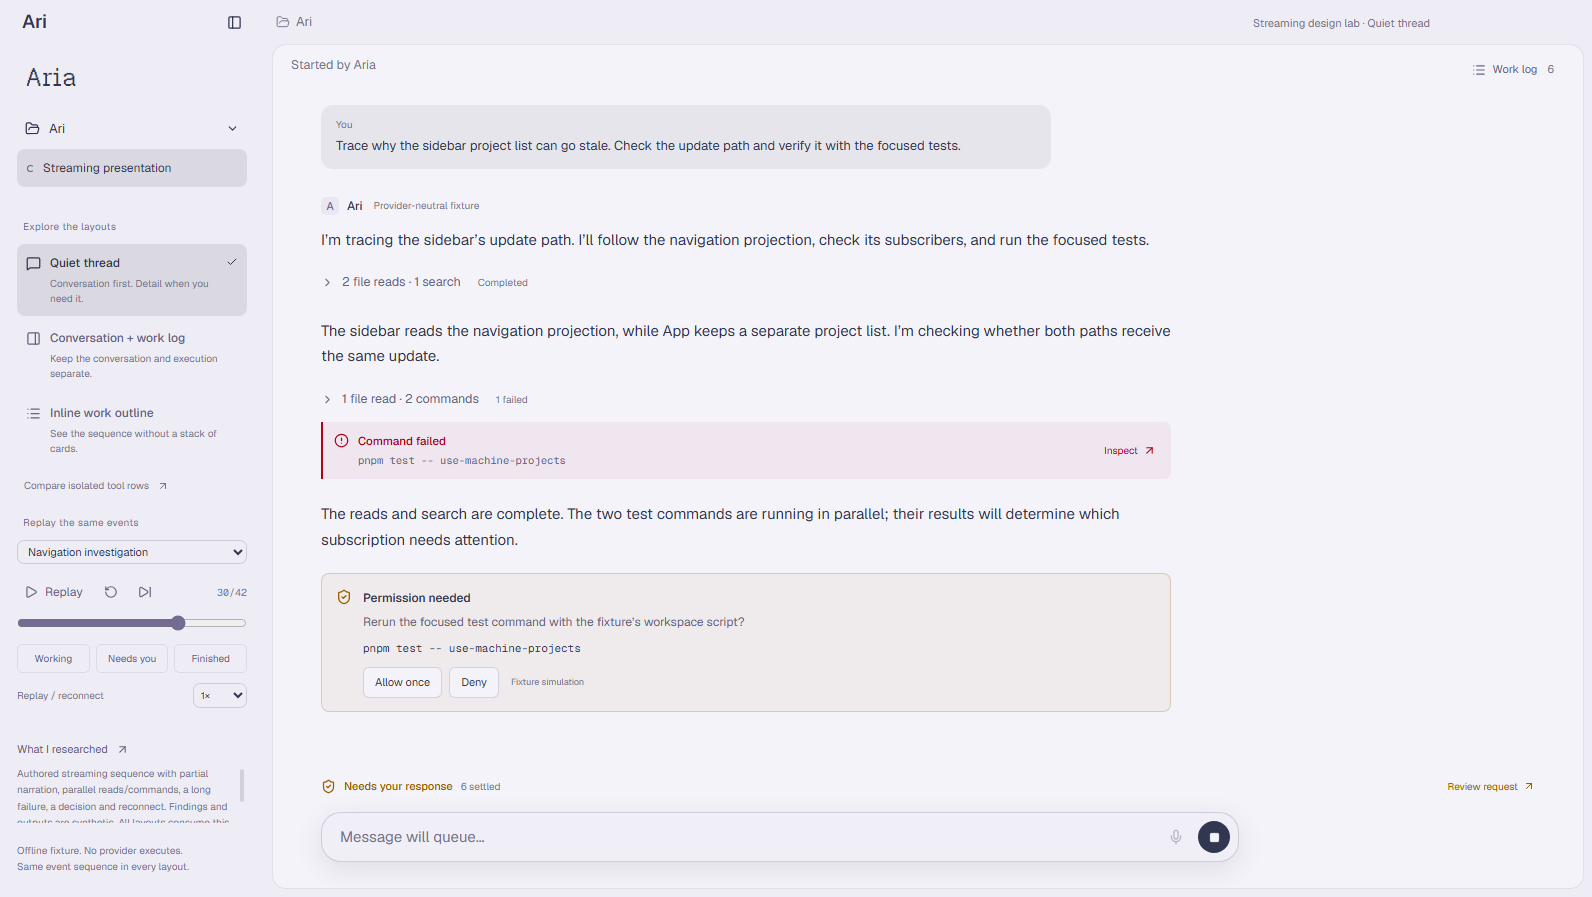 Ari
Aria
Ari
C Streaming presentation
Explore the layouts
Quiet thread
Conversation first. Detail when you
need it.
Conversation + work log
Keep the conversation and execution
separate.
Inline work outline
See the sequence without a stack of
cards.
Compare isolated tool rows
Replay the same events
Navigation investigation
Replay
30/42
Working
Needs you
Finished
Replay / reconnect
1×
What I researched
Authored streaming sequence with partial
narration, parallel reads/commands, a long
failure, a decision and reconnect. Findings and
outputs are synthetic. All layouts consume this
Offline fixture. No provider executes.
Same event sequence in every layout.
Ari
Streaming design lab · Quiet thread
Started by Aria
Work log 6
You
Trace why the sidebar project list can go stale. Check the update path and verify it with the focused tests.
A Ari Provider-neutral fixture
I'm tracing the sidebar's update path. I'll follow the navigation projection, check its subscribers, and run the focused tests.
2 file reads · 1 search Completed
The sidebar reads the navigation projection, while App keeps a separate project list. I'm checking whether both paths receive
the same update.
1 file read · 2 commands 1 failed
Command failed
pnpm test -- use-machine-projects
Inspect
The reads and search are complete. The two test commands are running in parallel; their results will determine which
subscription needs attention.
Permission needed
Rerun the focused test command with the fixture's workspace script?
pnpm test -- use-machine-projects
Allow once
Deny
Fixture simulation
Needs your response 6 settled
Review request
Message will queue…